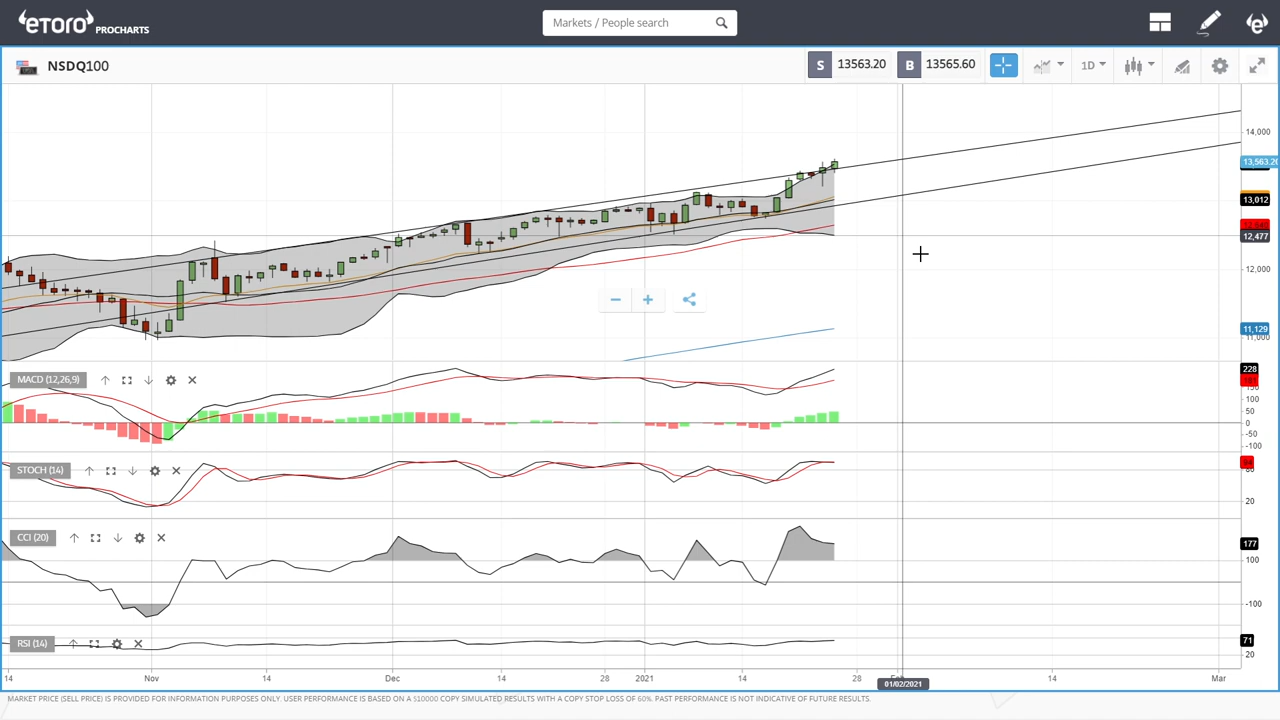 eToro PROCHARTS
Markets / People search
NSDQ100
S 13563.20 B 13565.60 1D
14,000
13,563.20
13,012
12,477
12,000
11,129
11,000
MACD (12,26,9)
228
181
100
50
0
-50
-100
STOCH (14)
20
CCI (20)
177
100
-100
RSI (14)
71
20
14 Nov 14 Dec 14 28 2021 14 28 14 Mar
01/02/2021
MARKET PRICE (SELL PRICE) IS PROVIDED FOR INFORMATION PURPOSES ONLY. USER PERFORMANCE IS BASED ON A $10000 COPY SIMULATED RESULTS WITH A COPY STOP LOSS OF 60%. PAST PERFORMANCE IS NOT INDICATIVE OF FUTURE RESULTS.